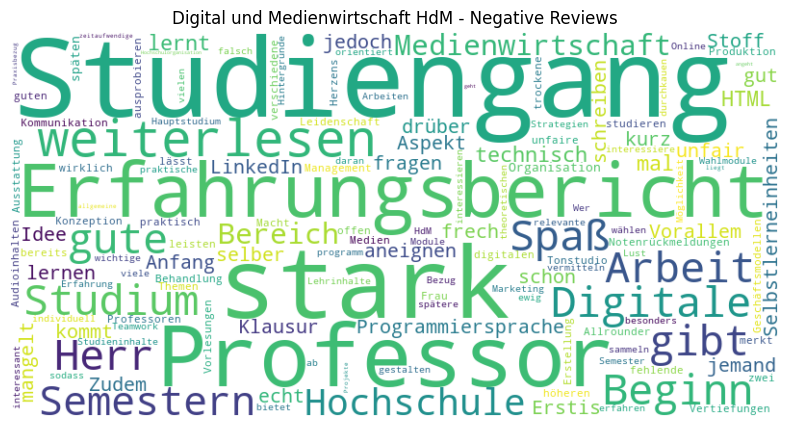 Digital und Medienwirtschaft HdM - Negative Reviews
zeitaufwendige
Praxisbezug
lernt
falsch
jedoch
orientiert
Medienwirtschaft
Online
Stoff
Produktion
Studiengang
späten
ausprobieren
vielen
verschiedene
Hintergründe
Herzens
Arbeiten
durchkauen
trockene
gut
HTML
guten
Kommunikation
Hauptstudium
Leidenschaft
drüber
Strategien
studieren
schreiben
geht
weiterlesen
Aspekt
unfaire
interessiere
kurz
unfair
wirklich
lässt
daran
fragen
technisch
mal
Wahlmodule
LinkedIn
praktische
Management
Organisation
liegt
Ausstattung
Erfahrungsbericht
interessieren
theoretischen
Möglichkeit
allgemeine
Selbstlerneinheiten
Konzeption
praktisch
Macht
offen
HdM
frech
Wer
relevante
wählen
Idee
gute
Bereich
leisten
Medien
Module
aneignen
Spaß
Vorallem
Notenrückmeldungen
bereits
wichtige
Anfang
selber
programm
digitalen
Tonstudio
Lust
lernen
viele
Behandlung
stark
Lehrinhalte
Bezug
schon
vermitteln
Arbeit
Audioinhalten
Erfahrung
Themen
Frau
spätere
Marketing
ewig
Digitale
Geschäftsmodellen
Studium
individuell
Professoren
Klausur
Programmiersprache
besonders
gibt
merkt
kommt
Teamwork
Vorlesungen
Allrounder
Herr
Studieninhalte
Professor
Erstellung
fehlende
jemand
mangelt
interessant
sodass
Zudem
ab
gestalten
Semester
sammeln
zwei
Semestern
echt
Projekte
höheren
Beginn
bietet
Hochschule
Erstis
erfahren
Vertiefungen